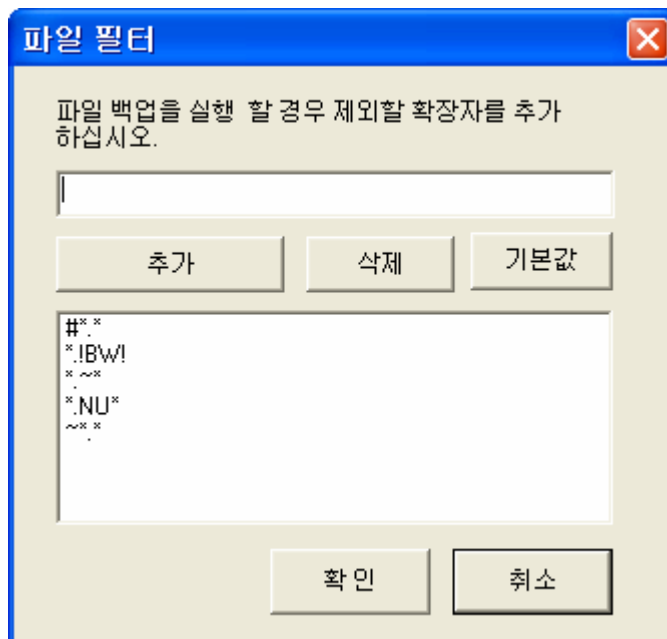 파일 필터
파일 백업을 실행 할 경우 제외할 확장자를 추가
하십시오.
추가 삭제 기본값
#*.*
*.!BW!
*.~*
*.NU*
~*.*
확인 취소